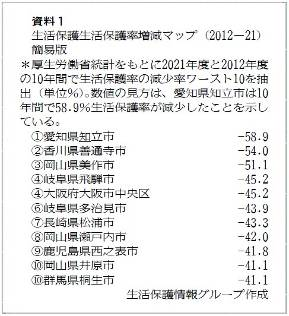 資料1
生活保護生活保護率増減マップ(2012―21)
簡易版
*厚生労働省統計をもとに2021年度と2012年度
の10年間で生活保護率の減少率ワースト10を抽
出(単位%)。数値の見方は、愛知県知立市は10
年間で58.9%生活保護率が減少したことを示し
ている。
①愛知県知立市 -58.9
②香川県善通寺市 -54.0
③岡山県美作市 -51.1
④岐阜県飛騨市 -45.2
④大阪府大阪市中央区 -45.2
⑥岐阜県多治見市 -43.9
⑦長崎県松浦市 -43.3
⑧岡山県瀬戸内市 -42.0
⑨鹿児島県西之表市 -41.8
⑩岡山県井原市 -41.1
⑩群馬県桐生市 -41.1
生活保護情報グループ作成